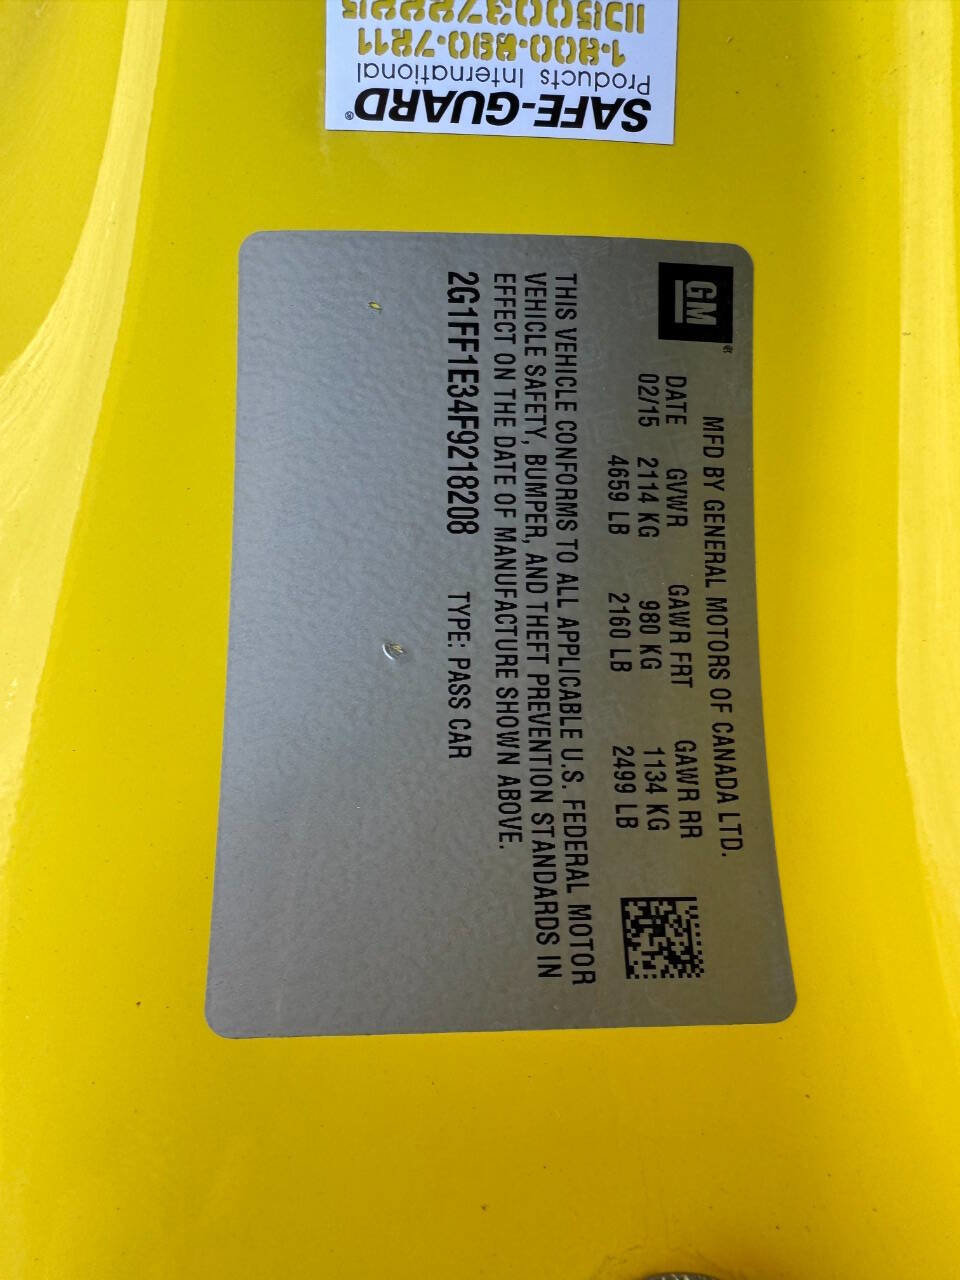 SAFE-GUARD®
Products International
1-800-890-7211
GM®
MFD BY GENERAL MOTORS OF CANADA LTD.
DATE GVWR GAWR FRT GAWR RR
02/15 2114 KG 980 KG 1134 KG
4659 LB 2160 LB 2499 LB
THIS VEHICLE CONFORMS TO ALL APPLICABLE U.S. FEDERAL MOTOR
VEHICLE SAFETY, BUMPER, AND THEFT PREVENTION STANDARDS IN
EFFECT ON THE DATE OF MANUFACTURE SHOWN ABOVE.
2G1FF1E34F9218208 TYPE: PASS CAR